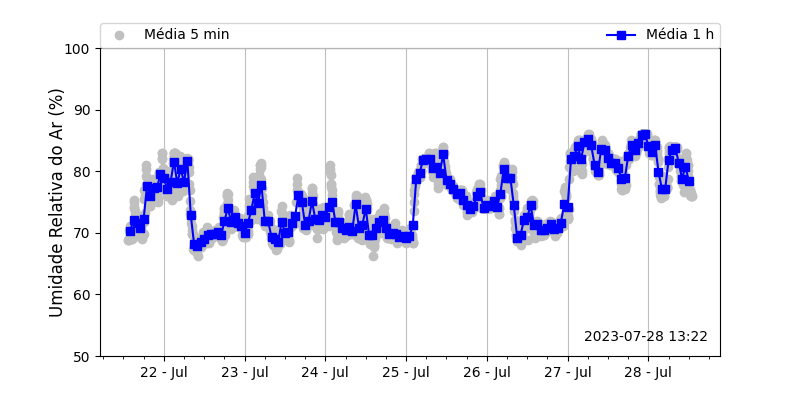 Média 5 min
Média 1 h
Umidade Relativa do Ar (%)
100
90
80
70
60
50
2023-07-28 13:22
22 - Jul
23 - Jul
24 - Jul
25 - Jul
26 - Jul
27 - Jul
28 - Jul